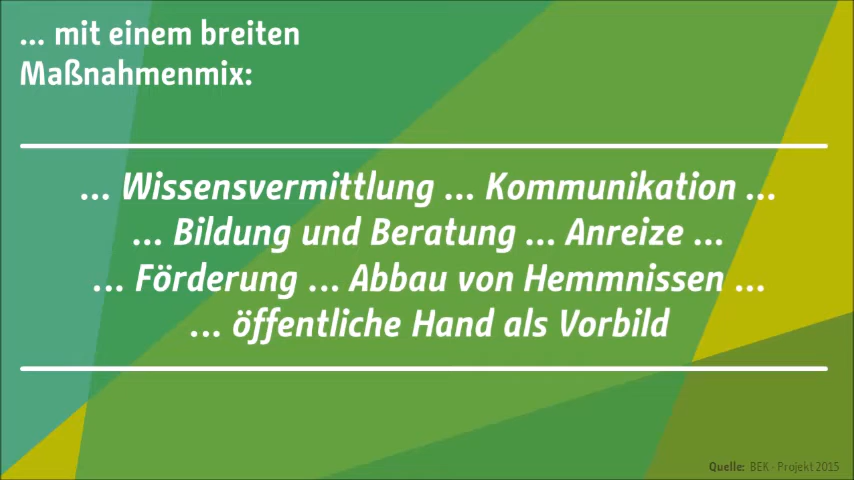 ... mit einem breiten
Maßnahmenmix:
... Wissensvermittlung ... Kommunikation ...
... Bildung und Beratung ... Anreize ...
... Förderung ... Abbau von Hemmnissen ...
... öffentliche Hand als Vorbild
Quelle: BEK - Projekt 2015